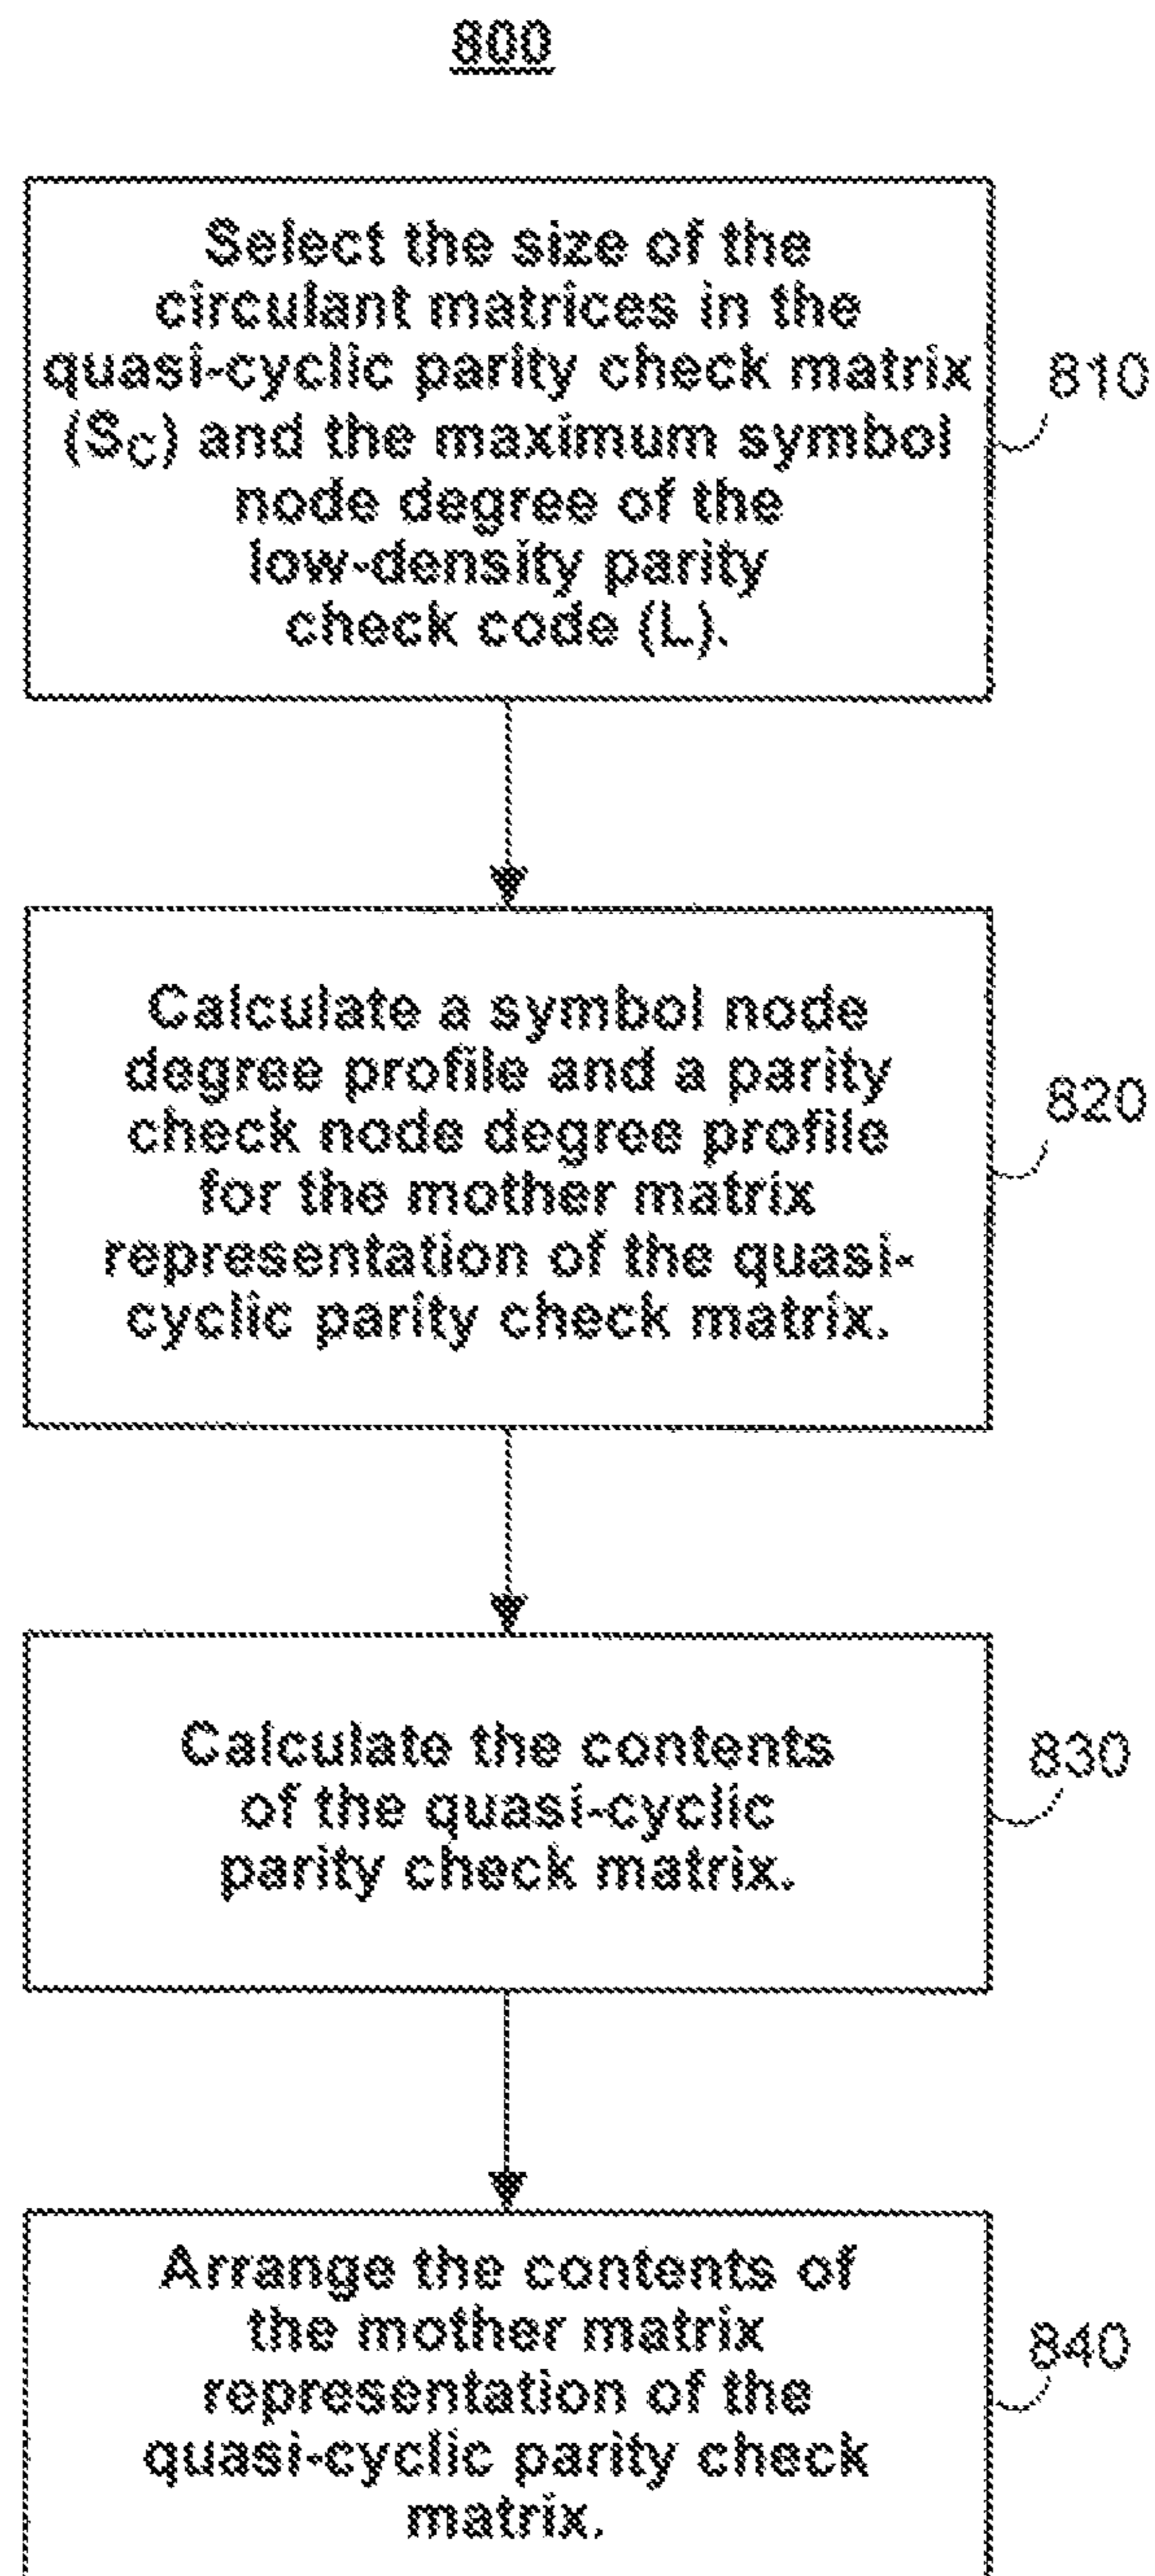 800
Select the size of the
circulant matrices in the
quasi-cyclic parity check matrix
(SC) and the maximum symbol
node degree of the
low-density parity
check code (L).
810
Calculate a symbol node
degree profile and a parity
check node degree profile
for the mother matrix
representation of the quasi-
cyclic parity check matrix.
820
Calculate the contents
of the quasi-cyclic
parity check matrix.
830
Arrange the contents of
the mother matrix
representation of the
quasi-cyclic parity check
matrix.
840